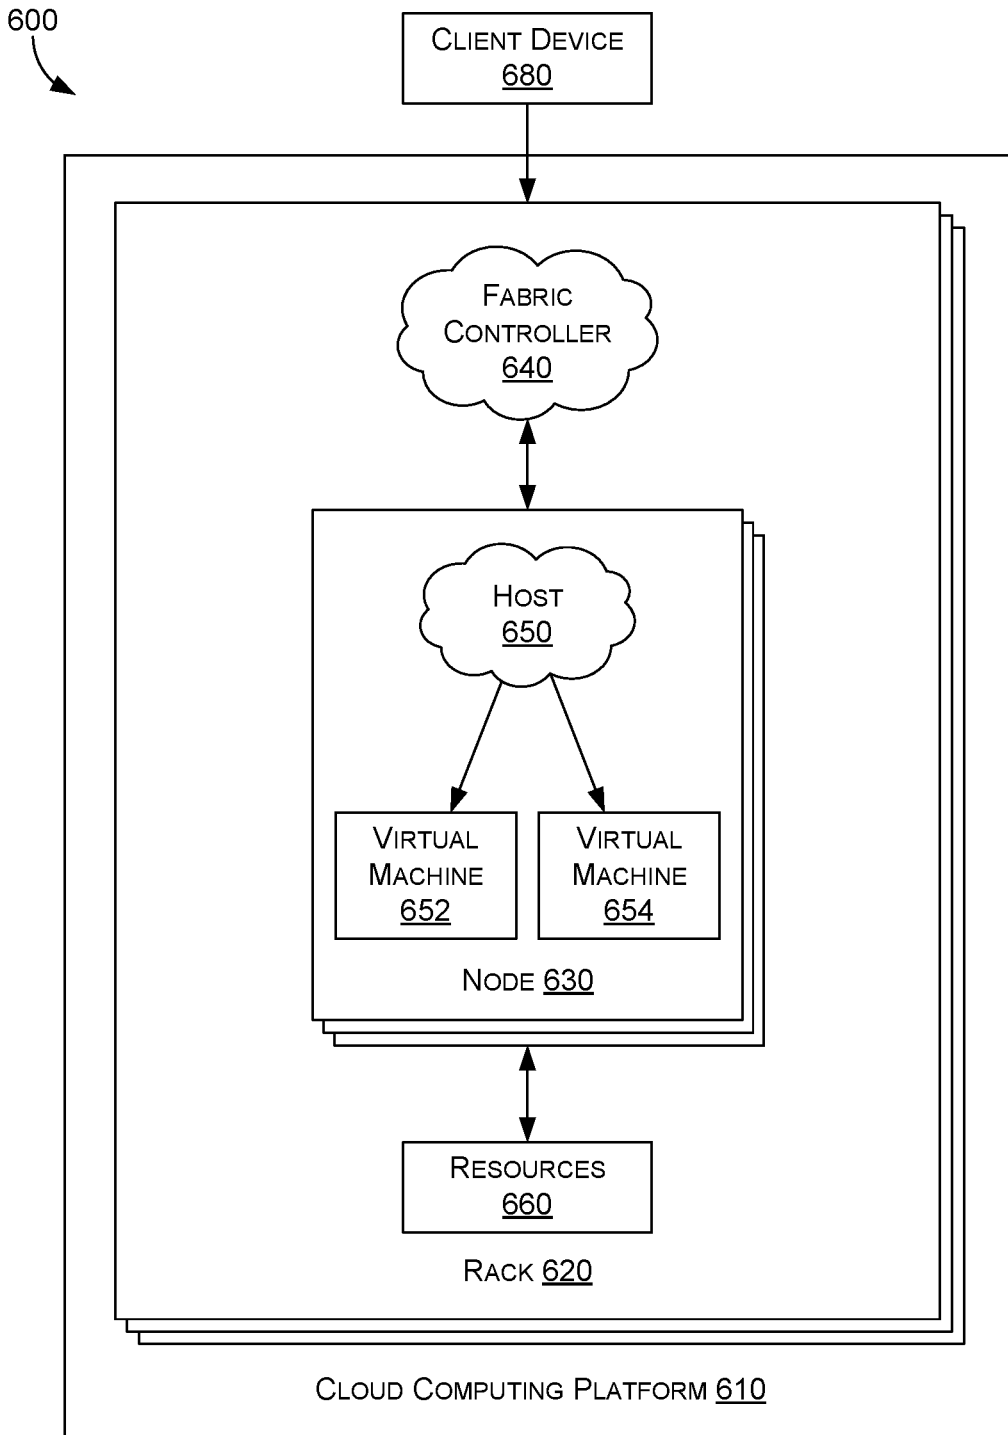 600
CLIENT DEVICE
680
FABRIC
CONTROLLER
640
HOST
650
VIRTUAL
MACHINE
652
VIRTUAL
MACHINE
654
NODE 630
RESOURCES
660
RACK 620
CLOUD COMPUTING PLATFORM 610